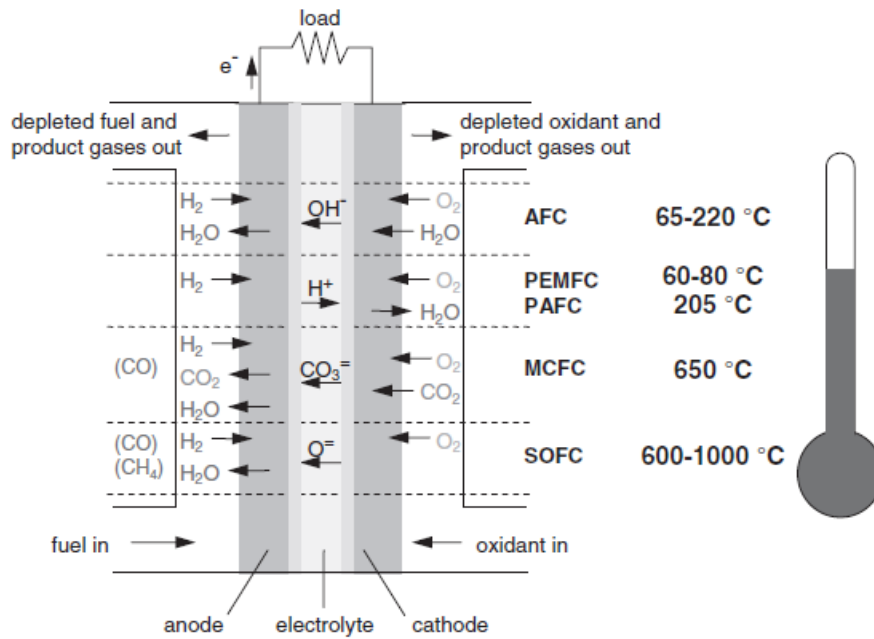 load
e⁻
depleted fuel and
product gases out
depleted oxidant and
product gases out
H₂
OH⁻
O₂
H₂O
H₂O
AFC
65-220 °C
H₂
H⁺
O₂
H₂O
PEMFC
PAFC
60-80 °C
205 °C
(CO)
H₂
CO₂
H₂O
CO₃⁼
O₂
CO₂
MCFC
650 °C
(CO)
(CH₄)
H₂
H₂O
O⁼
O₂
SOFC
600-1000 °C
fuel in
oxidant in
anode
electrolyte
cathode